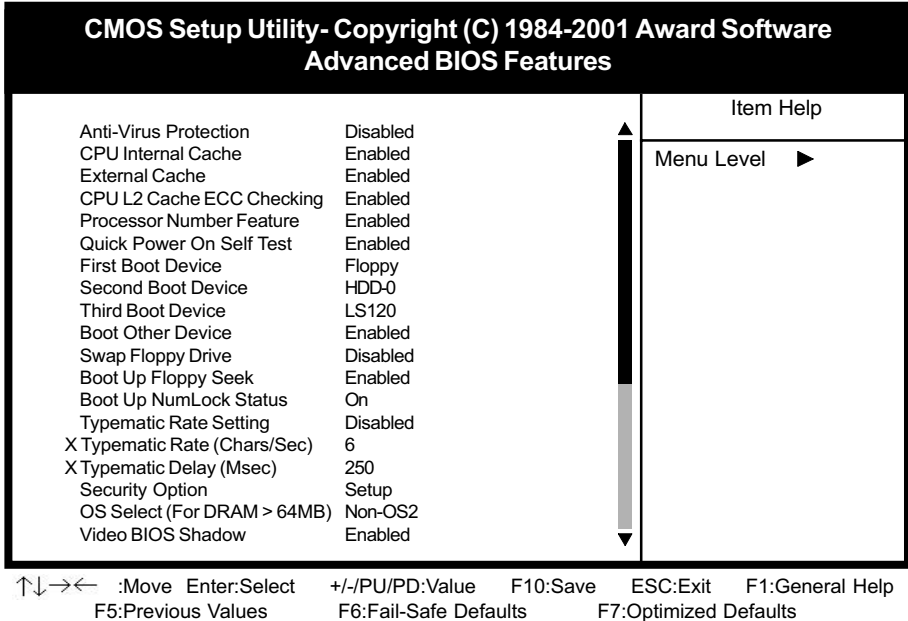 CMOS Setup Utility- Copyright (C) 1984-2001 Award Software
Advanced BIOS Features
Item Help
Menu Level ►
Anti-Virus Protection Disabled
CPU Internal Cache Enabled
External Cache Enabled
CPU L2 Cache ECC Checking Enabled
Processor Number Feature Enabled
Quick Power On Self Test Enabled
First Boot Device Floppy
Second Boot Device HDD-0
Third Boot Device LS120
Boot Other Device Enabled
Swap Floppy Drive Disabled
Boot Up Floppy Seek Enabled
Boot Up NumLock Status On
Typematic Rate Setting Disabled
X Typematic Rate (Chars/Sec) 6
X Typematic Delay (Msec) 250
Security Option Setup
OS Select (For DRAM > 64MB) Non-OS2
Video BIOS Shadow Enabled
↑↓→← :Move Enter:Select +/-/PU/PD:Value F10:Save ESC:Exit F1:General Help
F5:Previous Values F6:Fail-Safe Defaults F7:Optimized Defaults